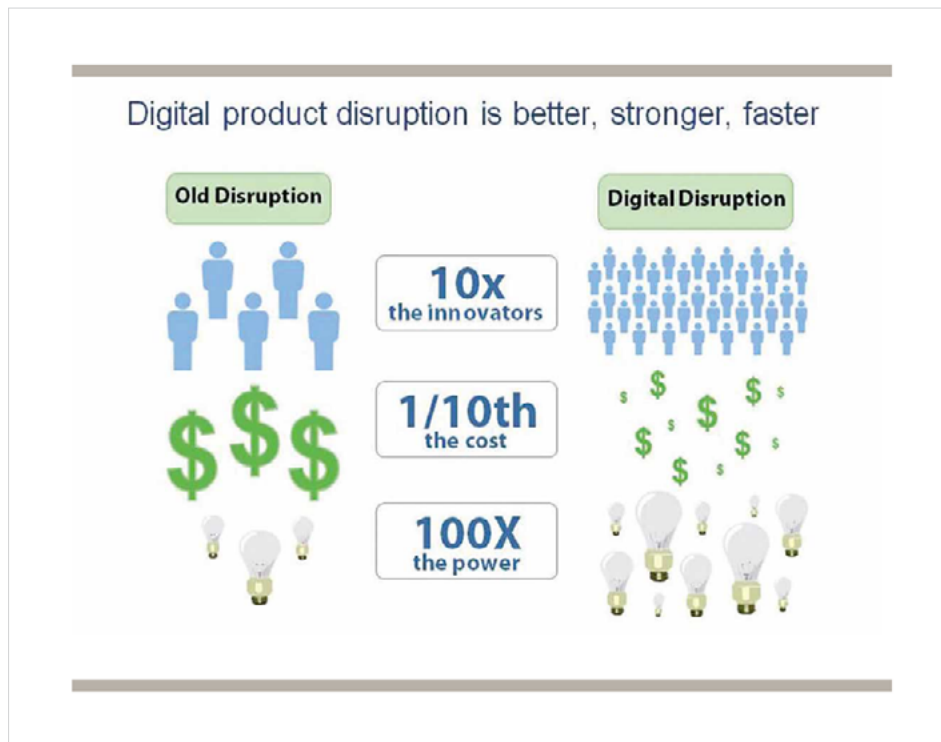 Digital product disruption is better, stronger, faster
Old Disruption
Digital Disruption
10x
the innovators
1/10th
the cost
100X
the power